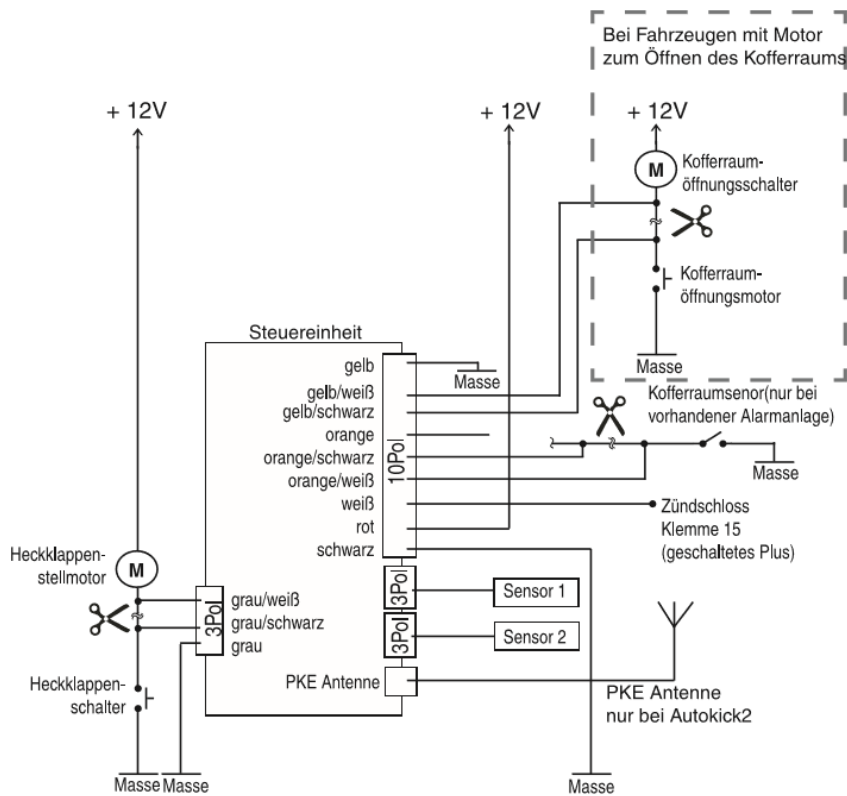 Bei Fahrzeugen mit Motor
zum Öffnen des Kofferraums
+ 12V
+ 12V
+ 12V
M
Kofferraum-
öffnungsschalter
Kofferraum-
öffnungsmotor
Masse
Steuereinheit
gelb
gelb/weiß
gelb/schwarz
orange
orange/schwarz
orange/weiß
weiß
rot
schwarz
10Pol
Masse
Kofferraumsenor(nur bei
vorhandener Alarmanlage)
Masse
Zündschloss
Klemme 15
(geschaltetes Plus)
Heckklappen-
stellmotor
M
3Pol
grau/weiß
grau/schwarz
grau
3Pol
Sensor 1
3Pol
Sensor 2
Heckklappen-
schalter
PKE Antenne
PKE Antenne
nur bei Autokick2
Masse
Masse
Masse